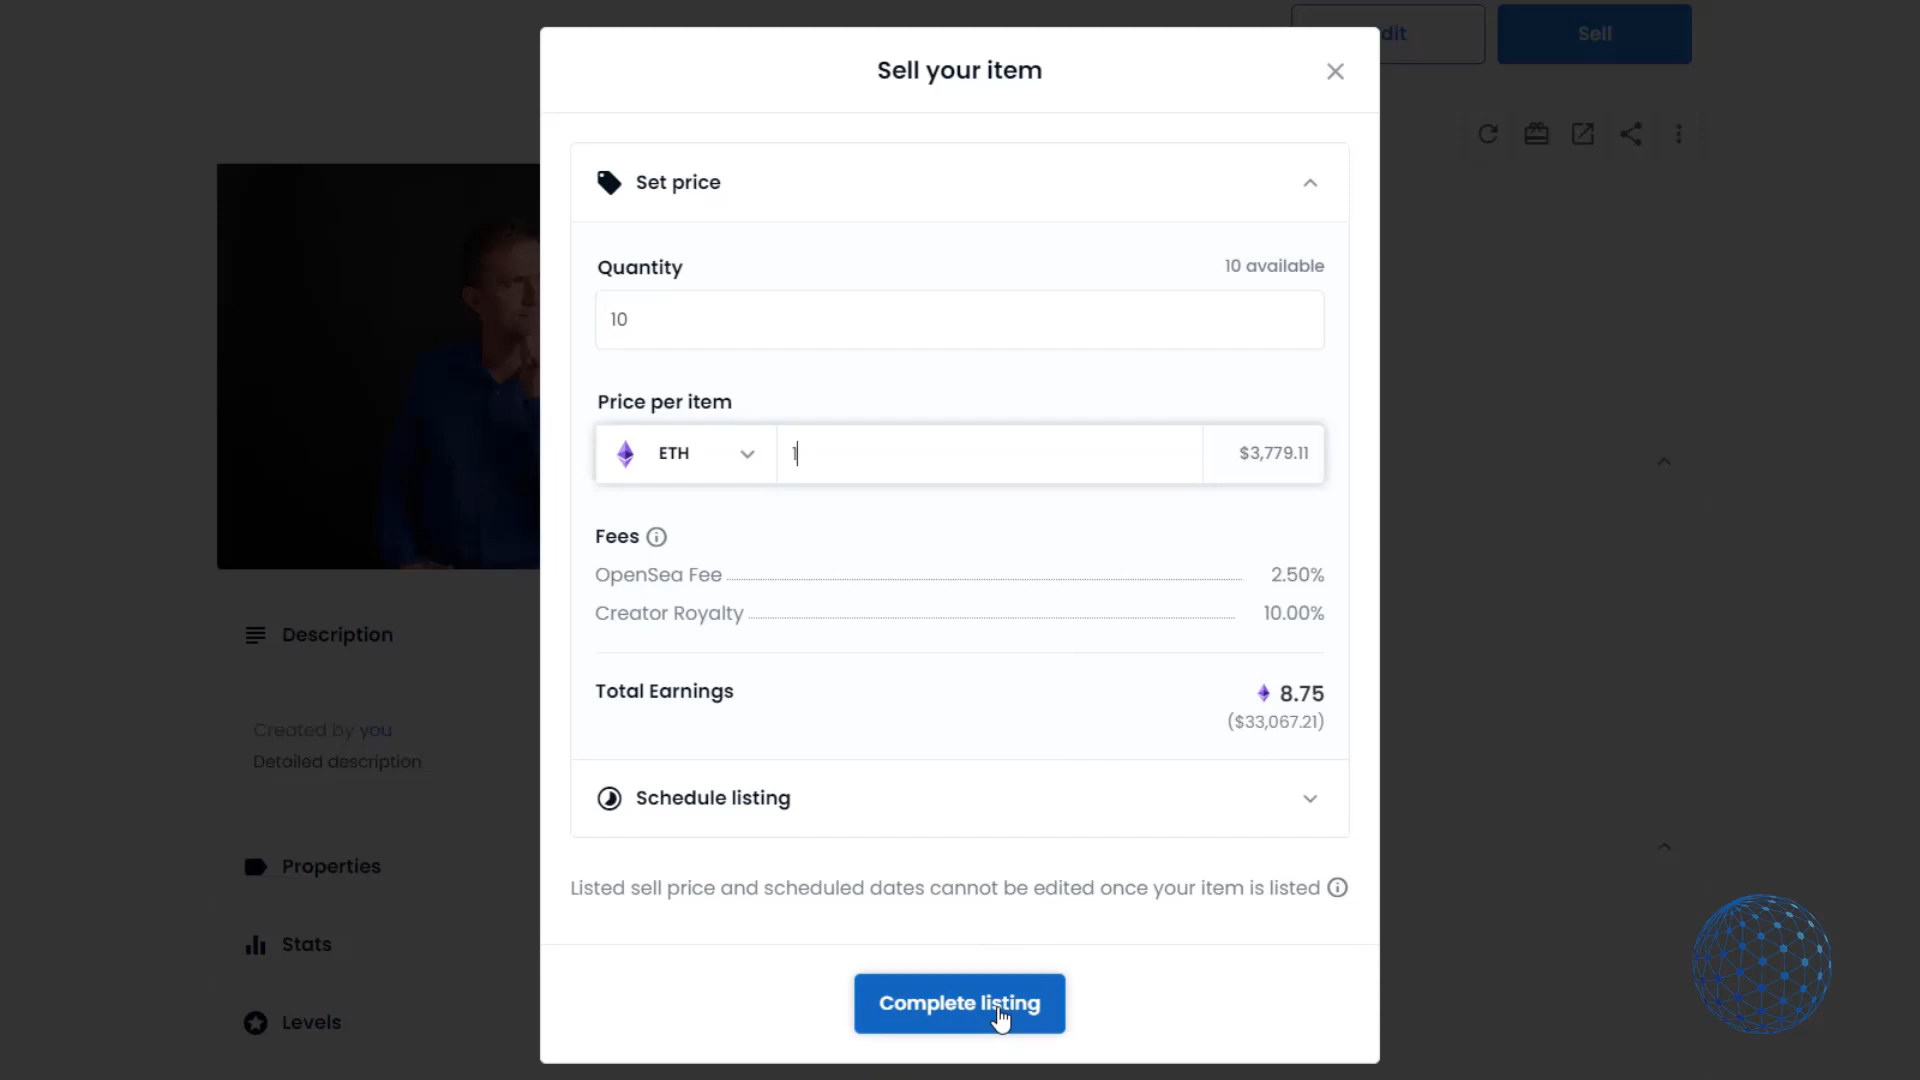 dit
Sell
Sell your item
Set price
Quantity
10 available
10
Price per item
ETH
1
$3,779.11
Fees
OpenSea Fee
2.50%
Creator Royalty
10.00%
Total Earnings
8.75
($33,067.21)
Schedule listing
Listed sell price and scheduled dates cannot be edited once your item is listed
Complete listing
Description
Created by you
Detailed description
Properties
Stats
Levels